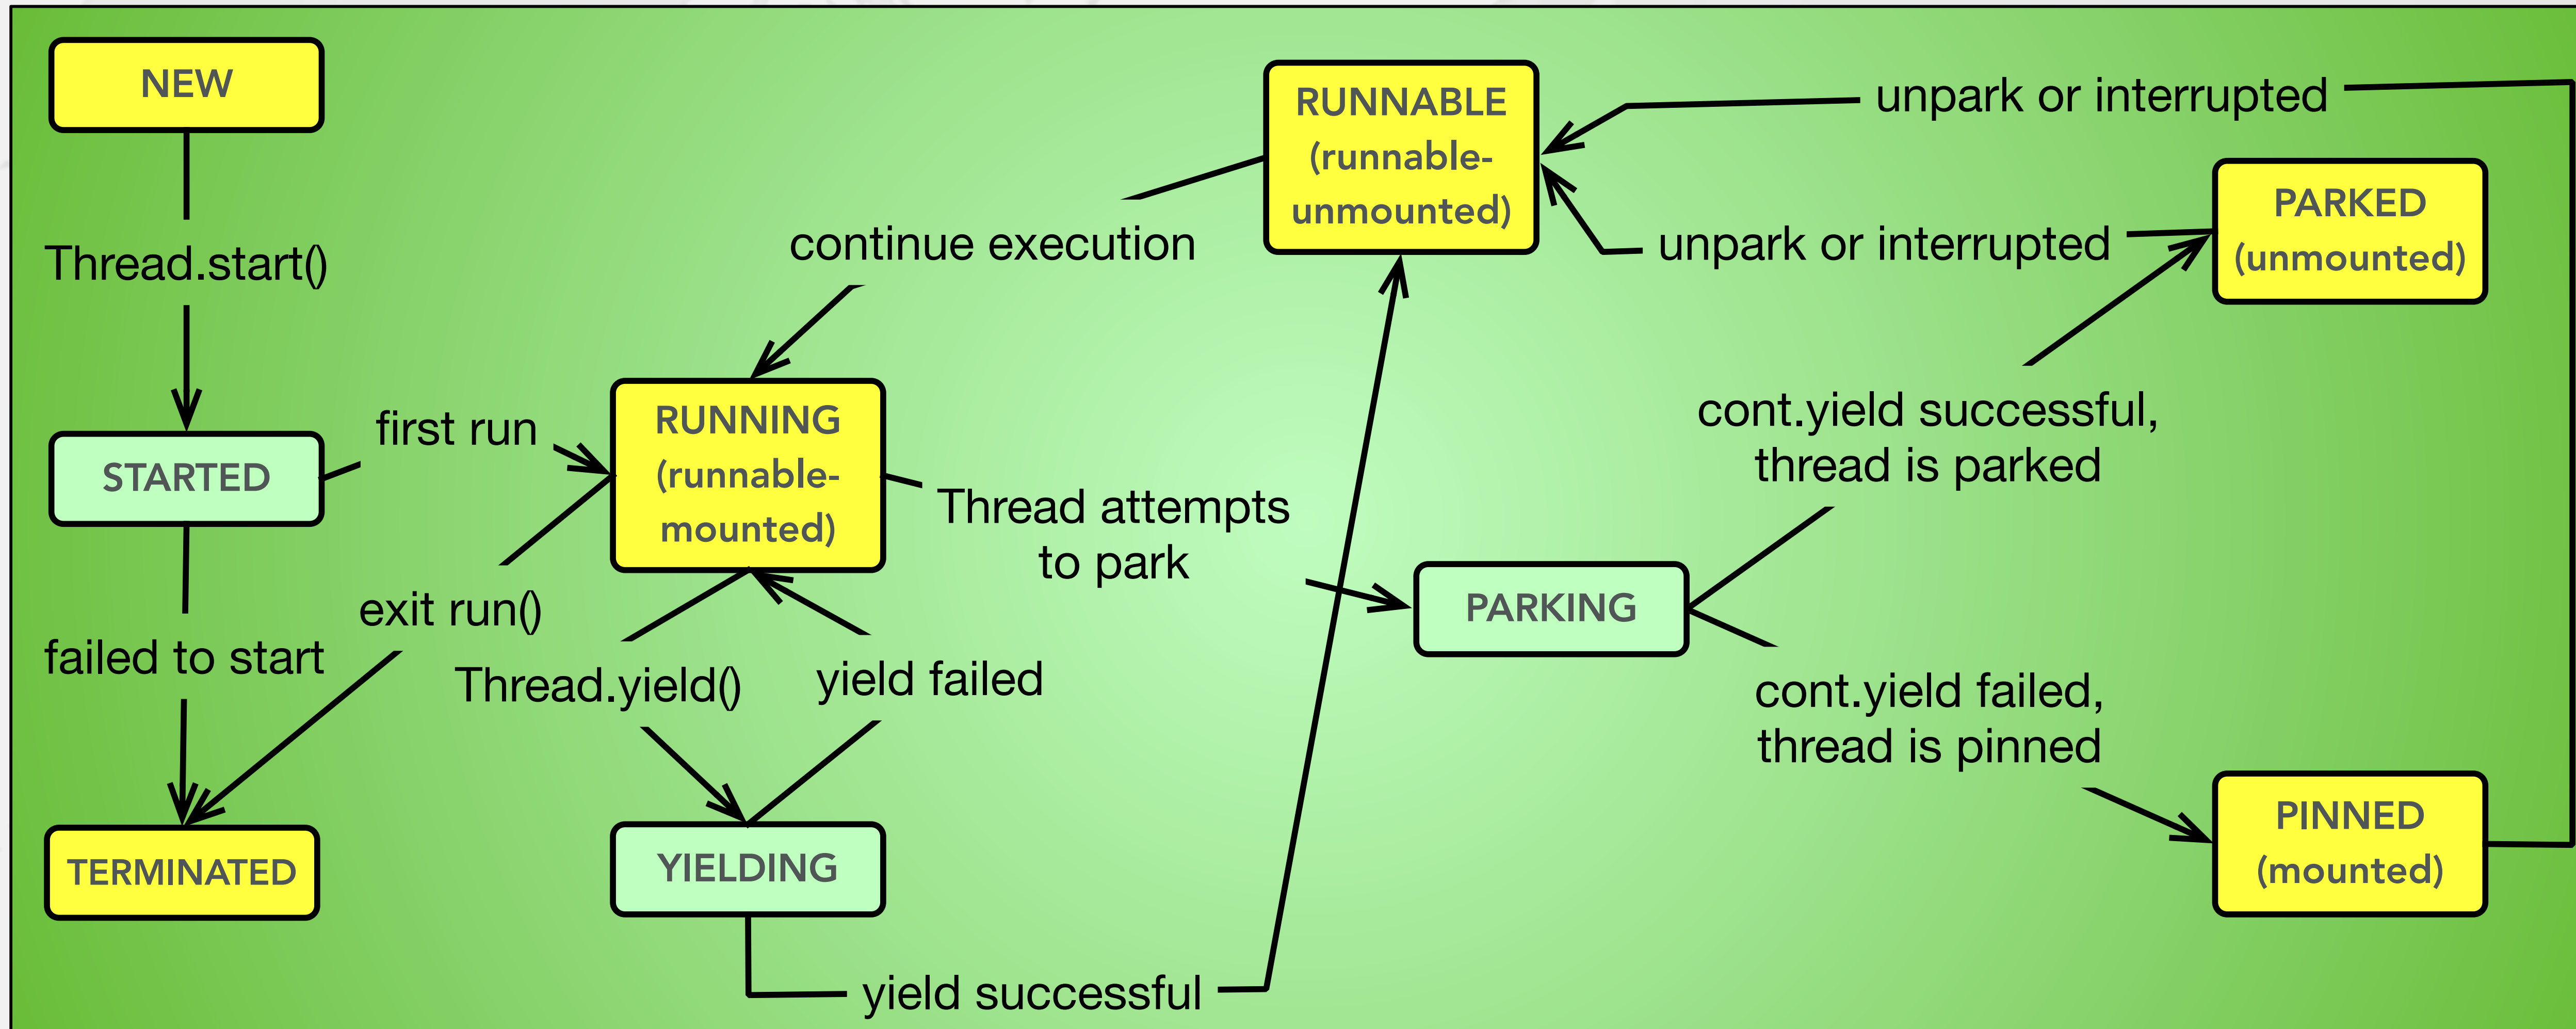 NEW
Thread.start()
STARTED
failed to start
TERMINATED
first run
exit run()
RUNNING
(runnable-
mounted)
continue execution
Thread.yield()
yield failed
YIELDING
yield successful
RUNNABLE
(runnable-
unmounted)
Thread attempts
to park
PARKING
unpark or interrupted
unpark or interrupted
PARKED
(unmounted)
cont.yield successful,
thread is parked
cont.yield failed,
thread is pinned
PINNED
(mounted)